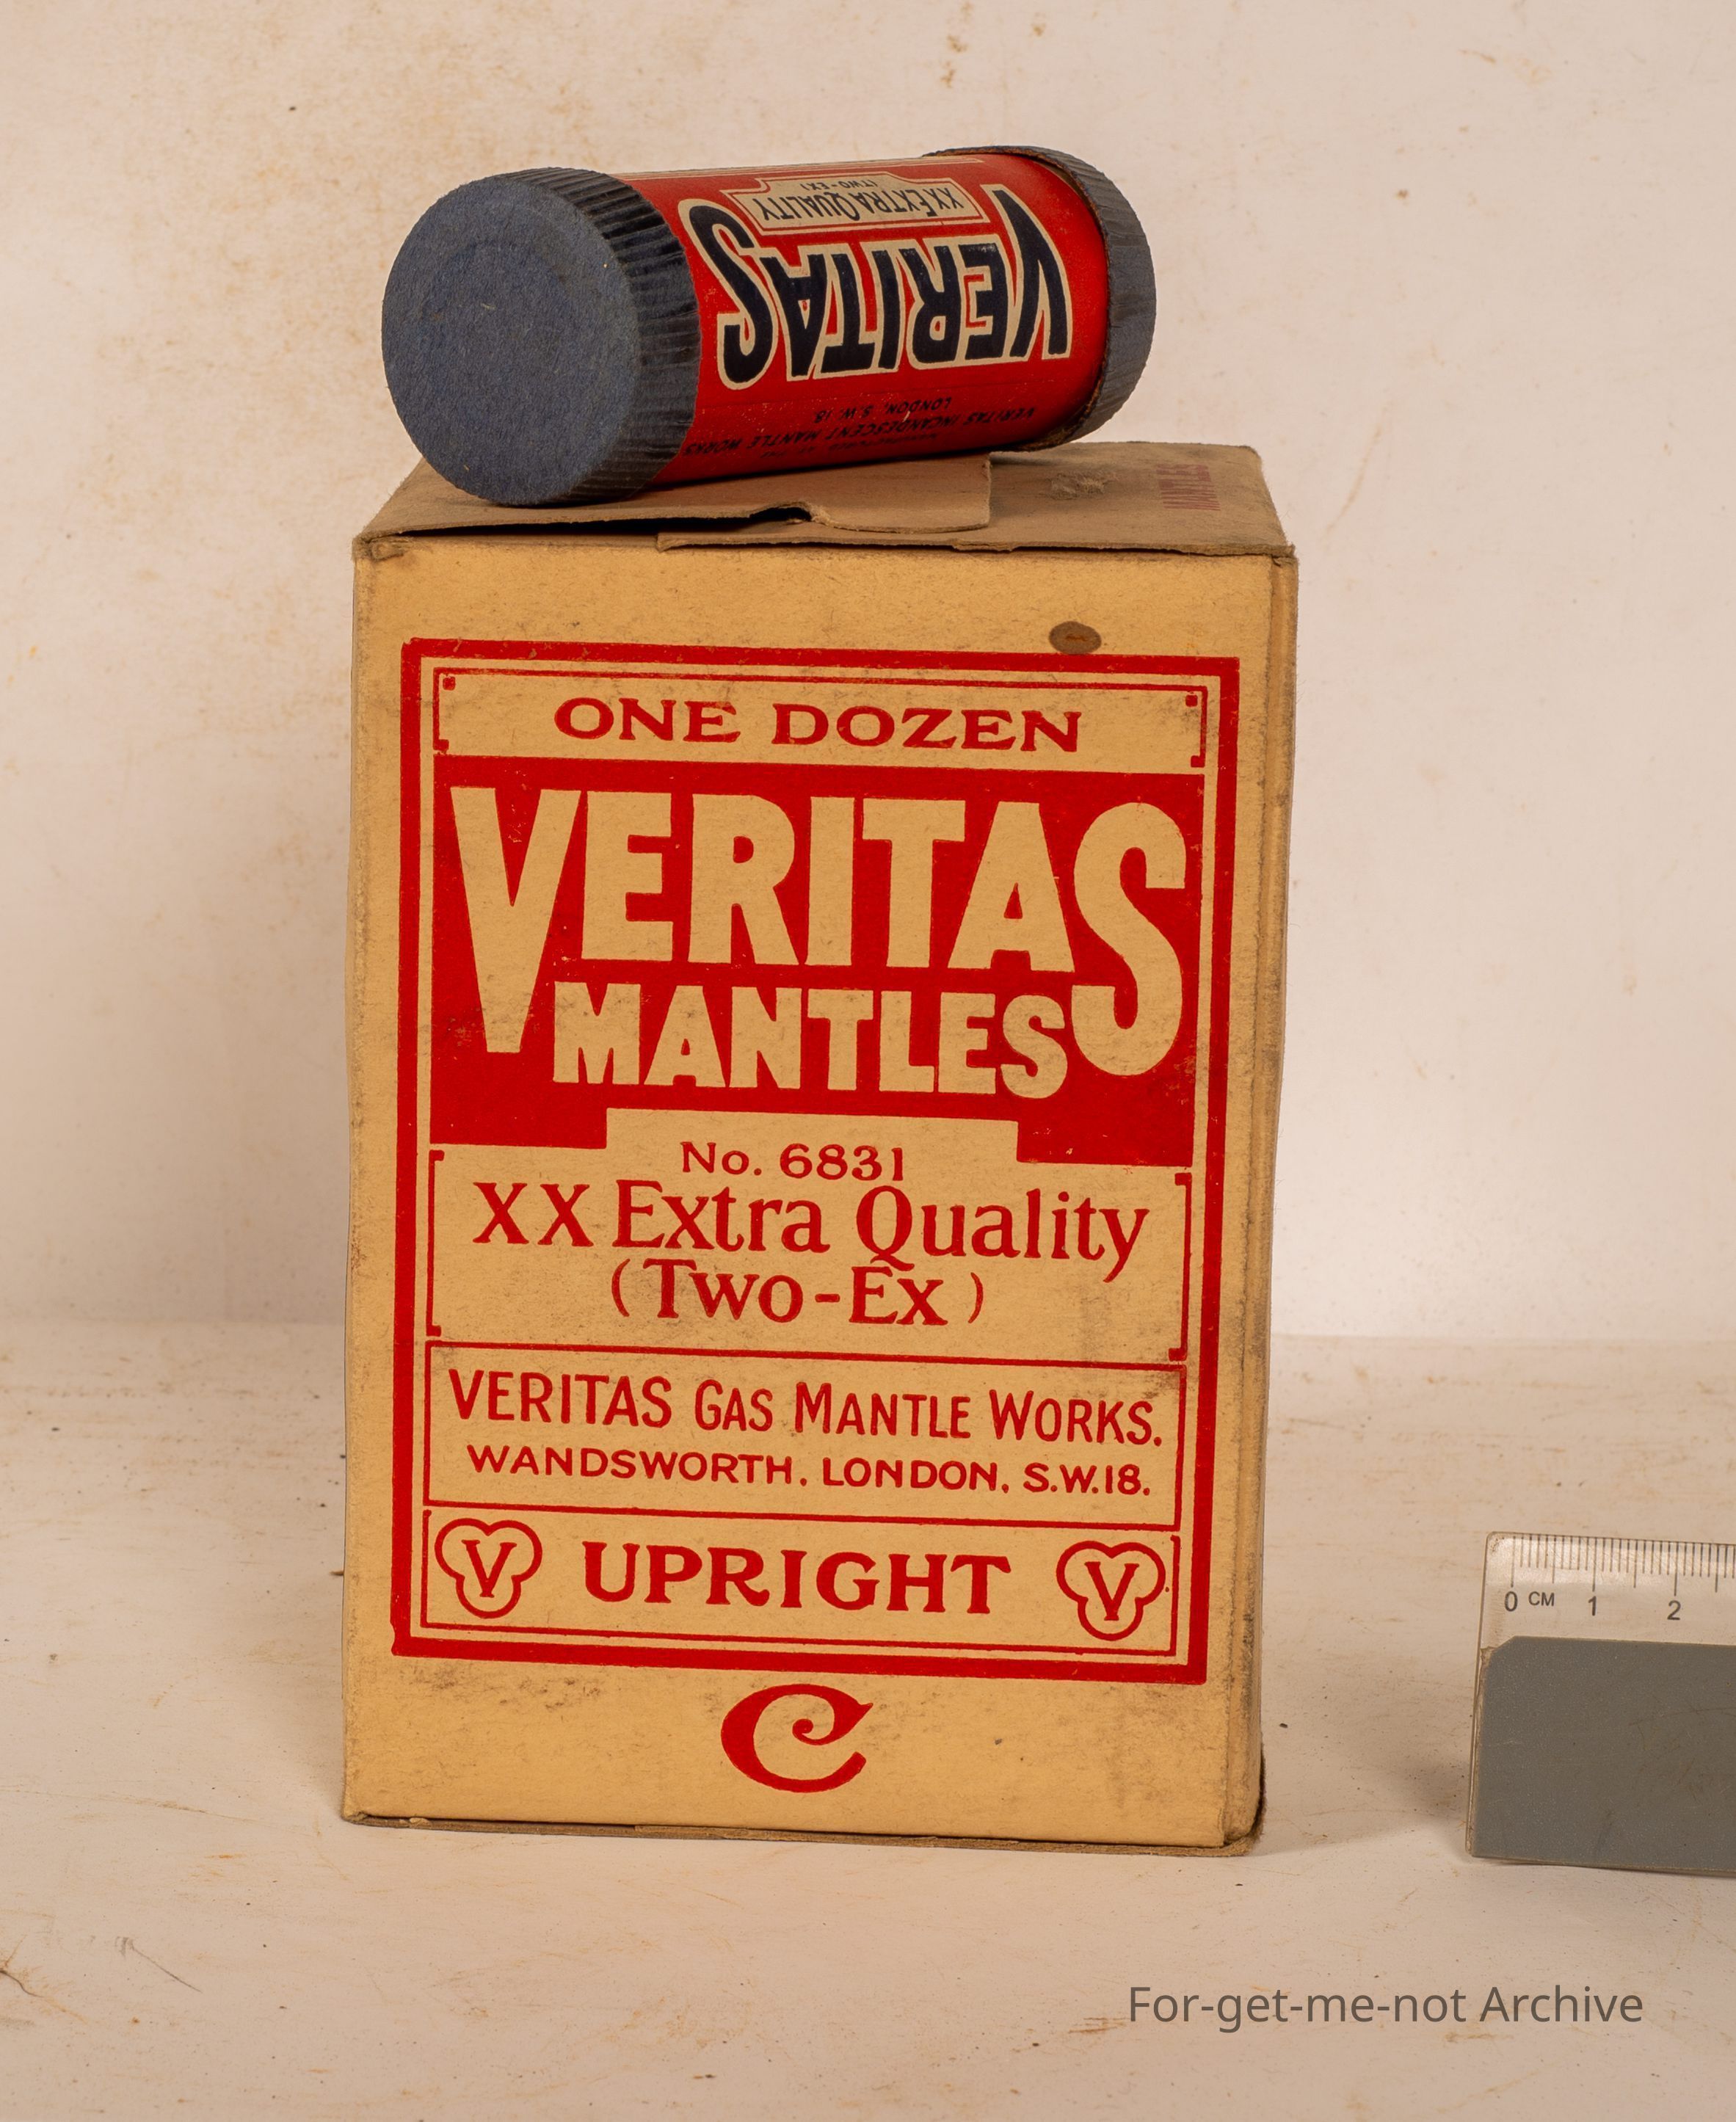 XX EXTRA QUALITY
(TWO-EX)
VERITAS
VERITAS INCANDESCENT MANTLE WORKS
LONDON, S.W. 18.
MANTLES
ONE DOZEN
VERITAS
MANTLES
No. 6831
XX Extra Quality
(Two-Ex)
VERITAS GAS MANTLE WORKS.
WANDSWORTH. LONDON. S.W.18.
V UPRIGHT V
C
0 CM 1 2
For-get-me-not Archive